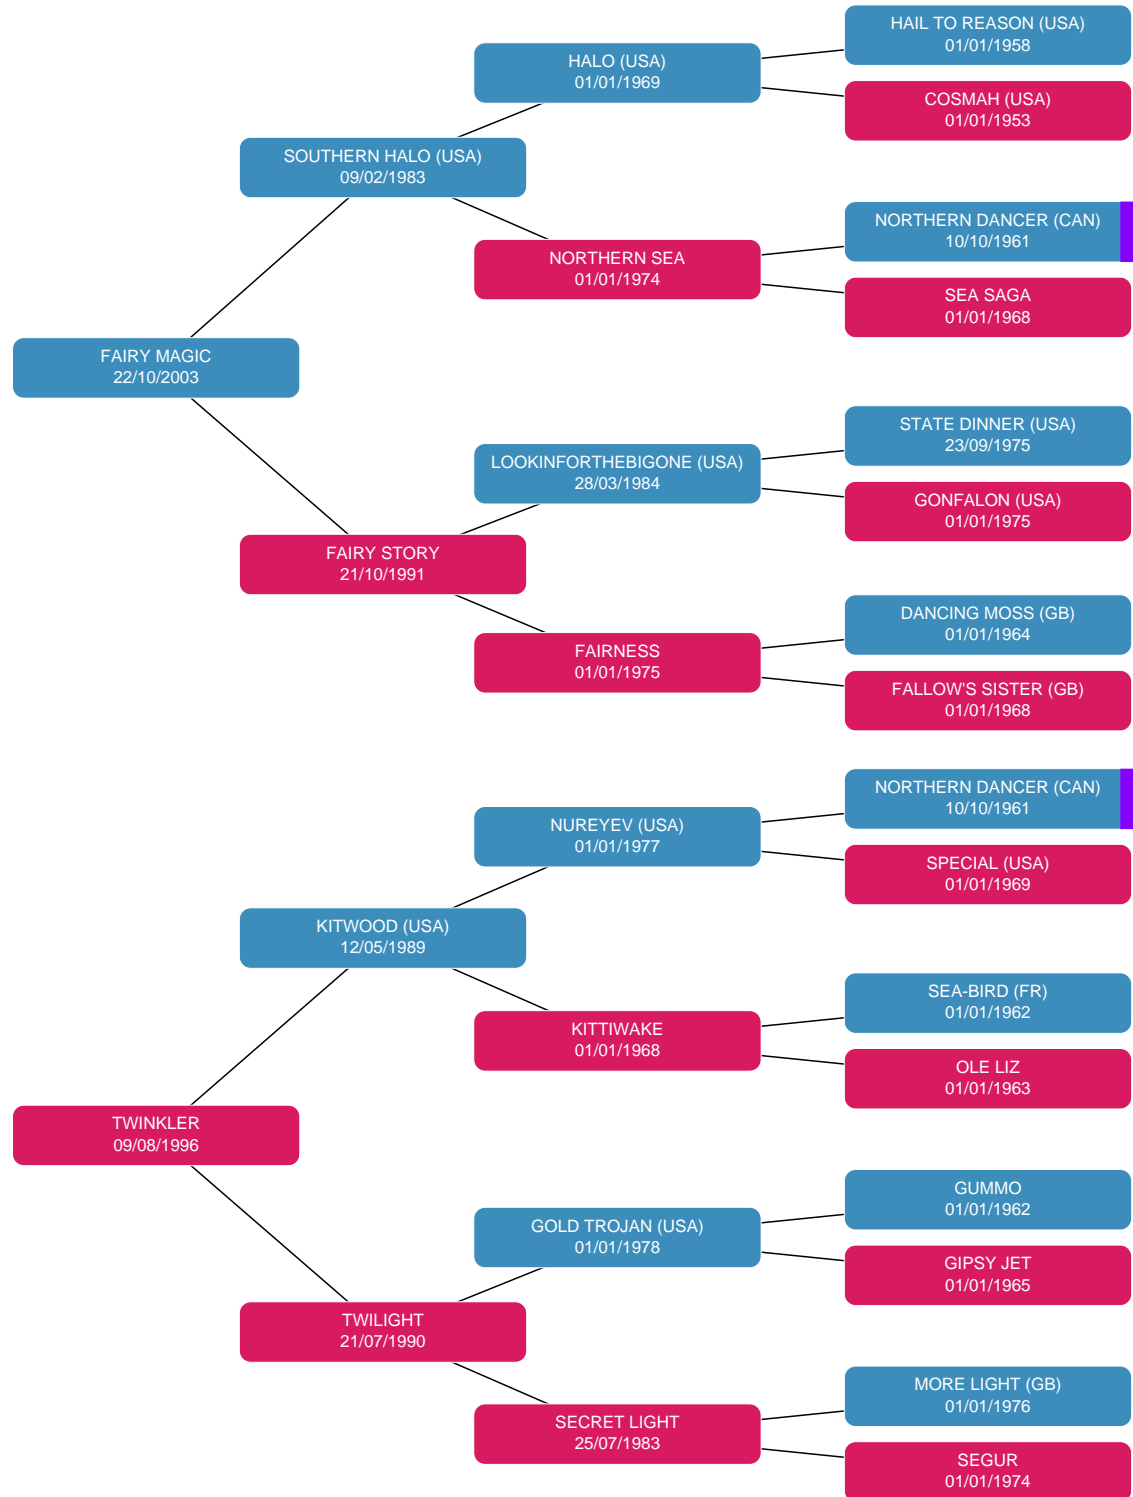 HAIL TO REASON (USA)
01/01/1958
HALO (USA)
01/01/1969
COSMAH (USA)
01/01/1953
SOUTHERN HALO (USA)
09/02/1983
NORTHERN DANCER (CAN)
10/10/1961
NORTHERN SEA
01/01/1974
SEA SAGA
01/01/1968
FAIRY MAGIC
22/10/2003
STATE DINNER (USA)
23/09/1975
LOOKINFORTHEBIGONE (USA)
28/03/1984
GONFALON (USA)
01/01/1975
FAIRY STORY
21/10/1991
DANCING MOSS (GB)
01/01/1964
FAIRNESS
01/01/1975
FALLOW'S SISTER (GB)
01/01/1968
NORTHERN DANCER (CAN)
10/10/1961
NUREYEV (USA)
01/01/1977
SPECIAL (USA)
01/01/1969
KITWOOD (USA)
12/05/1989
SEA-BIRD (FR)
01/01/1962
KITTIWAKE
01/01/1968
OLE LIZ
01/01/1963
TWINKLER
09/08/1996
GUMMO
01/01/1962
GOLD TROJAN (USA)
01/01/1978
GIPSY JET
01/01/1965
TWILIGHT
21/07/1990
MORE LIGHT (GB)
01/01/1976
SECRET LIGHT
25/07/1983
SEGUR
01/01/1974